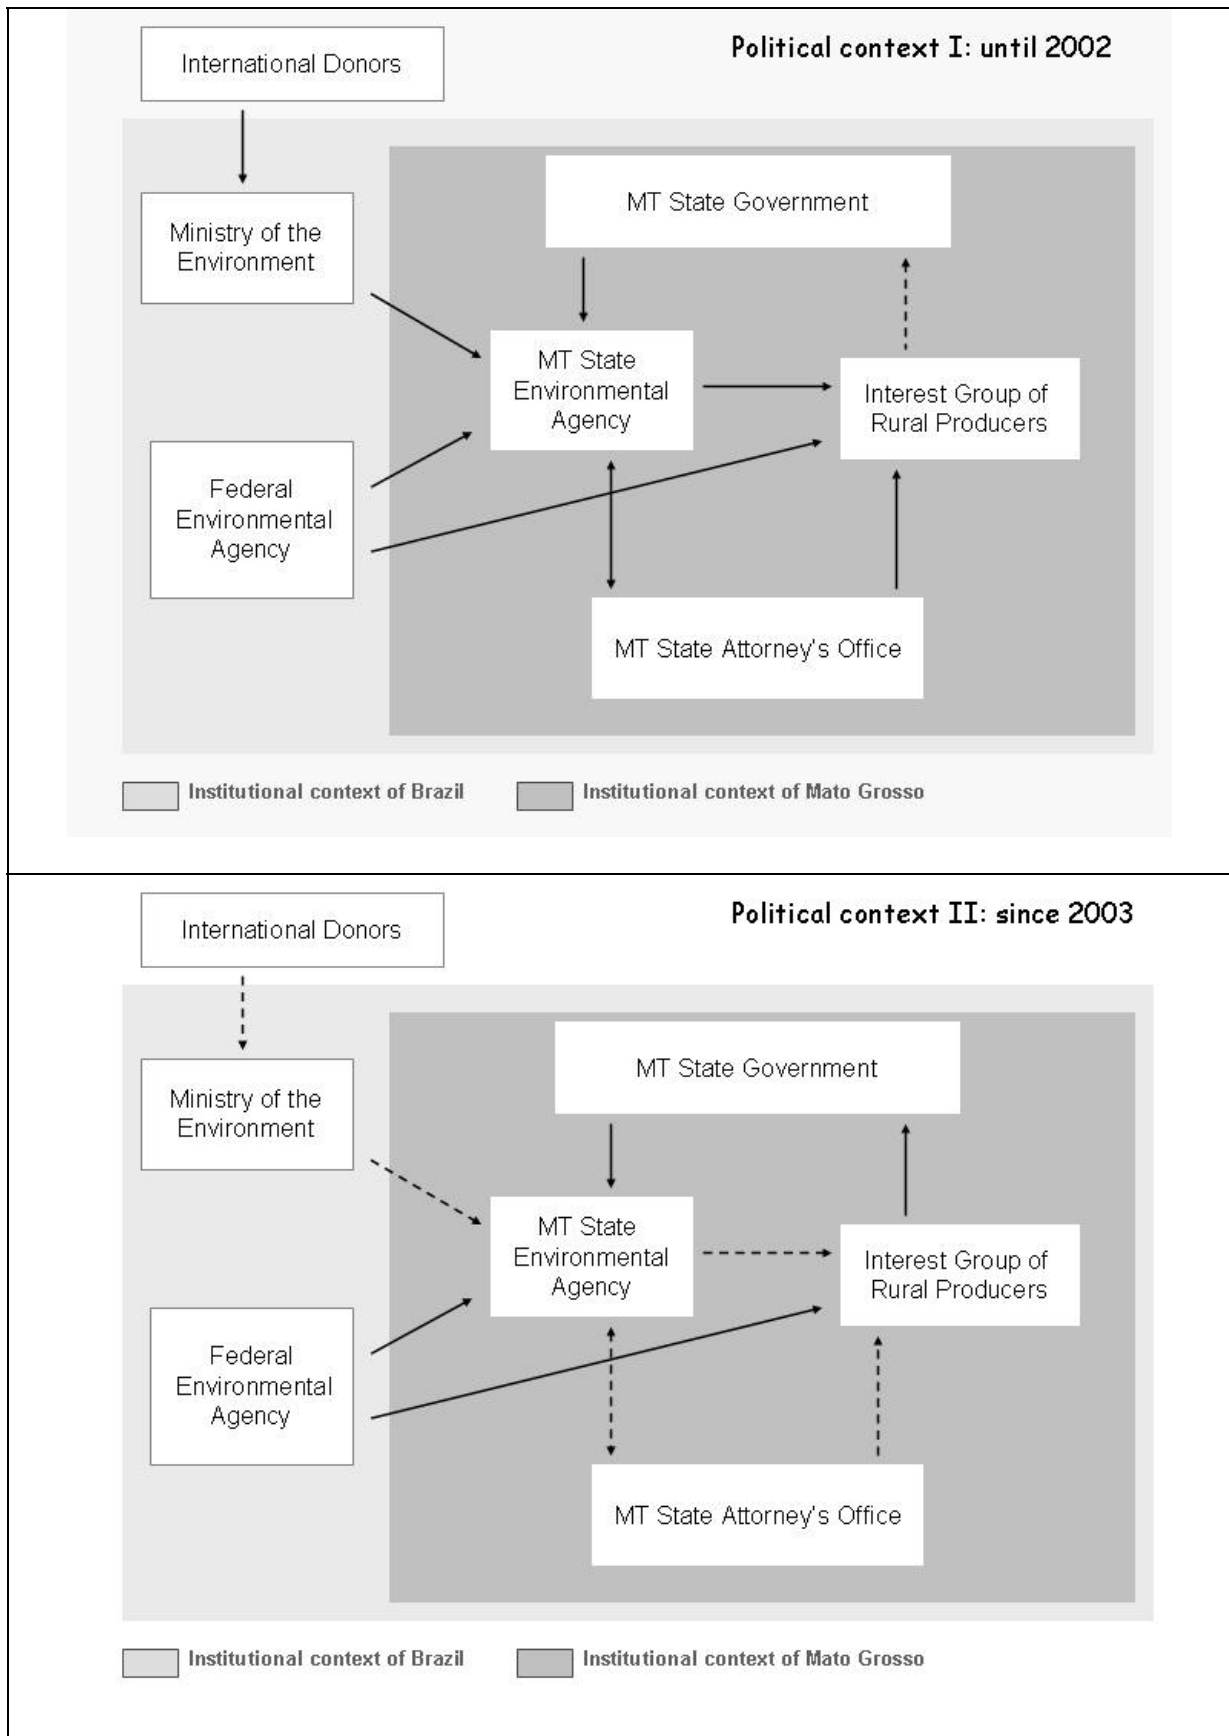 International Donors
Political context I: until 2002
MT State Government
Ministry of the
Environment
MT State
Environmental
Agency
Interest Group of
Rural Producers
Federal
Environmental
Agency
MT State Attorney's Office
Institutional context of Brazil
Institutional context of Mato Grosso
International Donors
Political context II: since 2003
MT State Government
Ministry of the
Environment
MT State
Environmental
Agency
Interest Group of
Rural Producers
Federal
Environmental
Agency
MT State Attorney's Office
Institutional context of Brazil
Institutional context of Mato Grosso